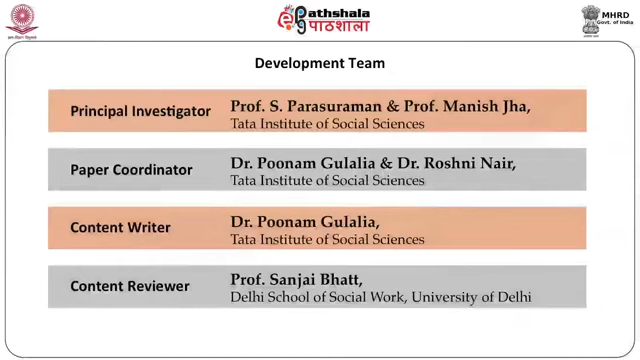 Pathshala
पाठशाला
MHRD
Govt. of India
Development Team
Principal Investigator
Prof. S. Parasuraman & Prof. Manish Jha,
Tata Institute of Social Sciences
Paper Coordinator
Dr. Poonam Gulalia & Dr. Roshni Nair,
Tata Institute of Social Sciences
Content Writer
Dr. Poonam Gulalia,
Tata Institute of Social Sciences
Content Reviewer
Prof. Sanjai Bhatt,
Delhi School of Social Work, University of Delhi